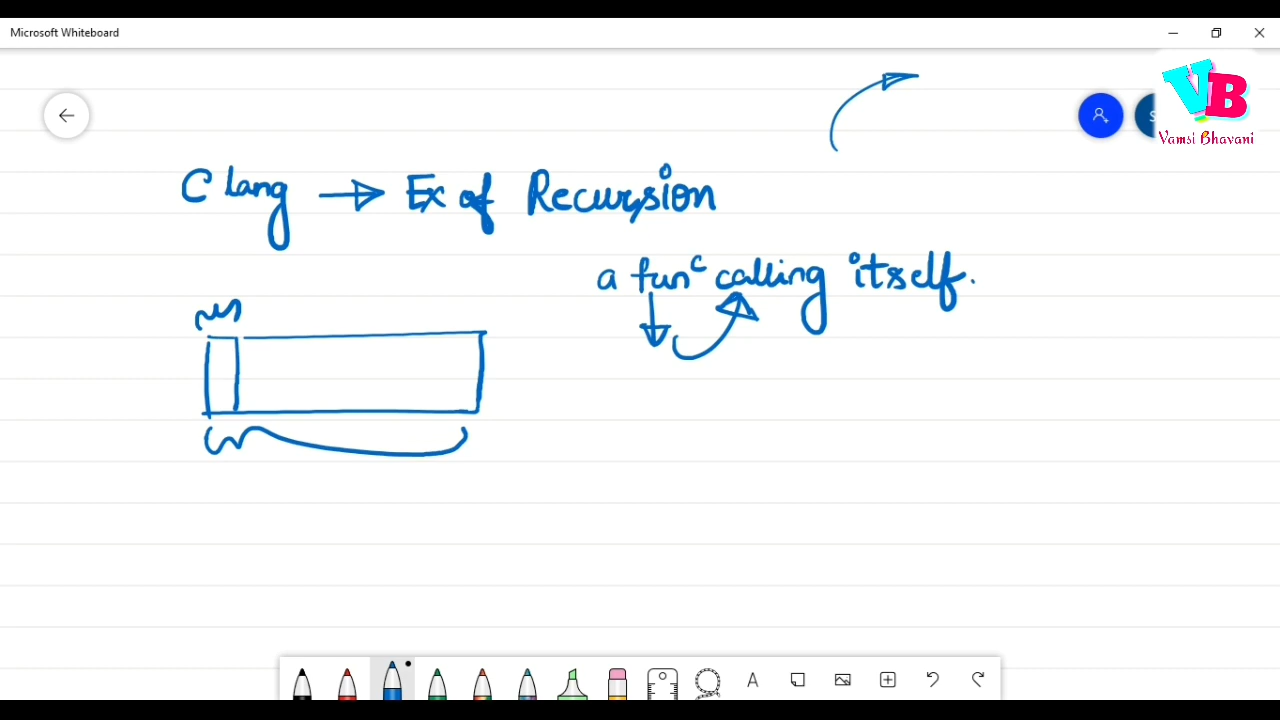 Microsoft Whiteboard
VB
Vamsi Bhavani
S
C lang → Ex of Recursion
a funᶜ calling itself.
A